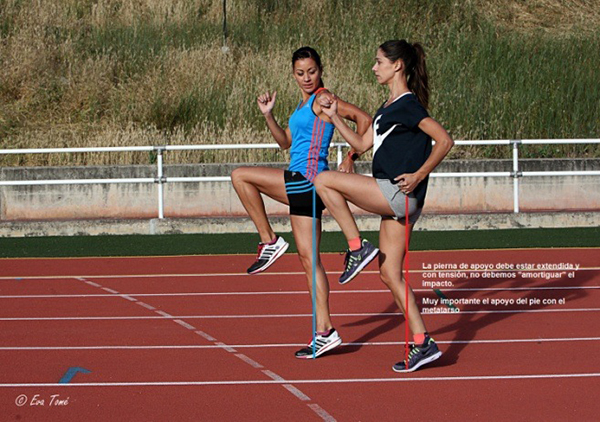 La pierna de apoyo debe estar extendida y
con tensión, no debemos "amortiguar" el
impacto.
Muy importante el apoyo del pie con el
metatarso
© Eva Tomé